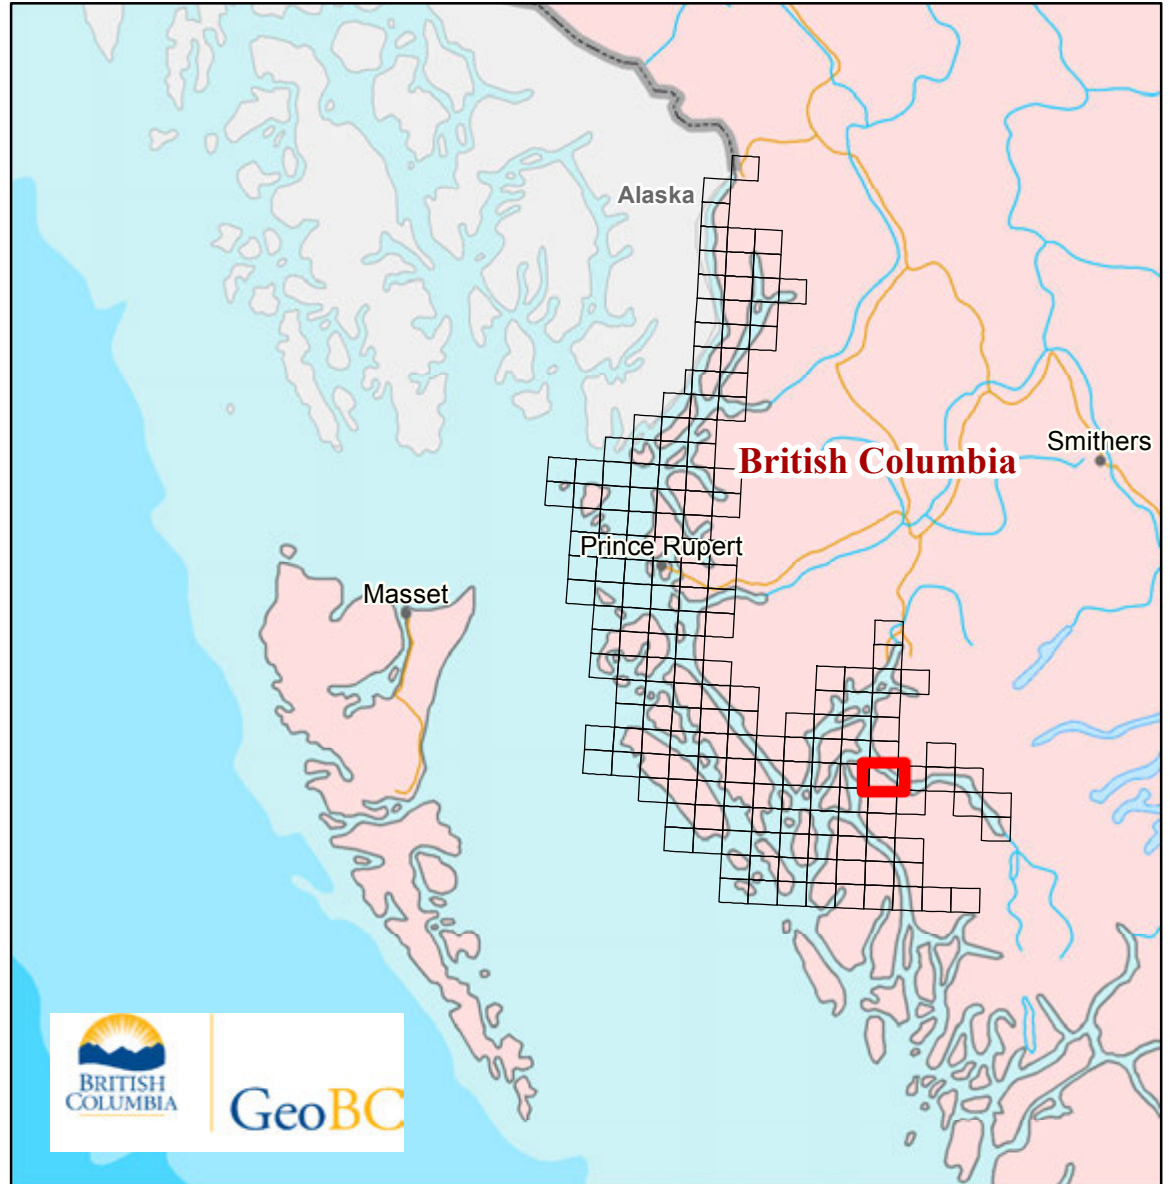 Alaska
British Columbia
Smithers
Prince Rupert
Masset
BRITISH
COLUMBIA
GeoBC